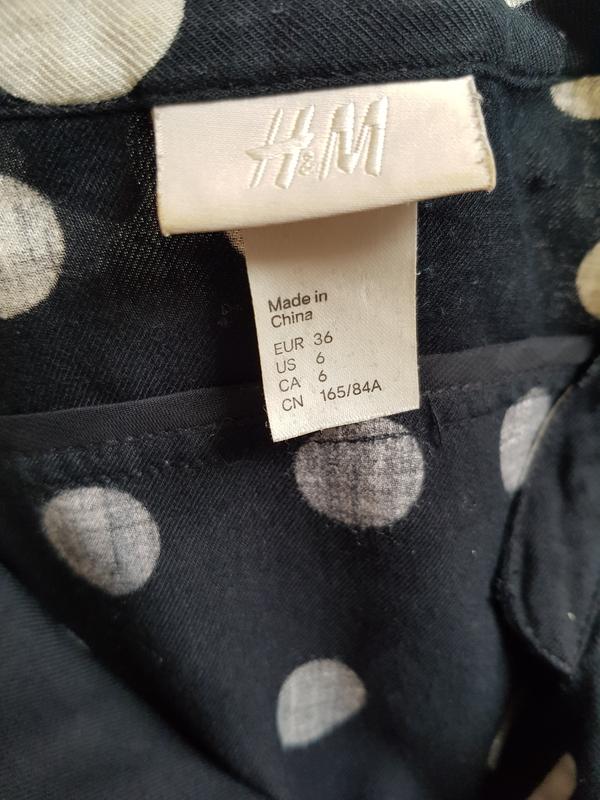 H&M
Made in
China
EUR 36
US 6
CA 6
CN 165/84A